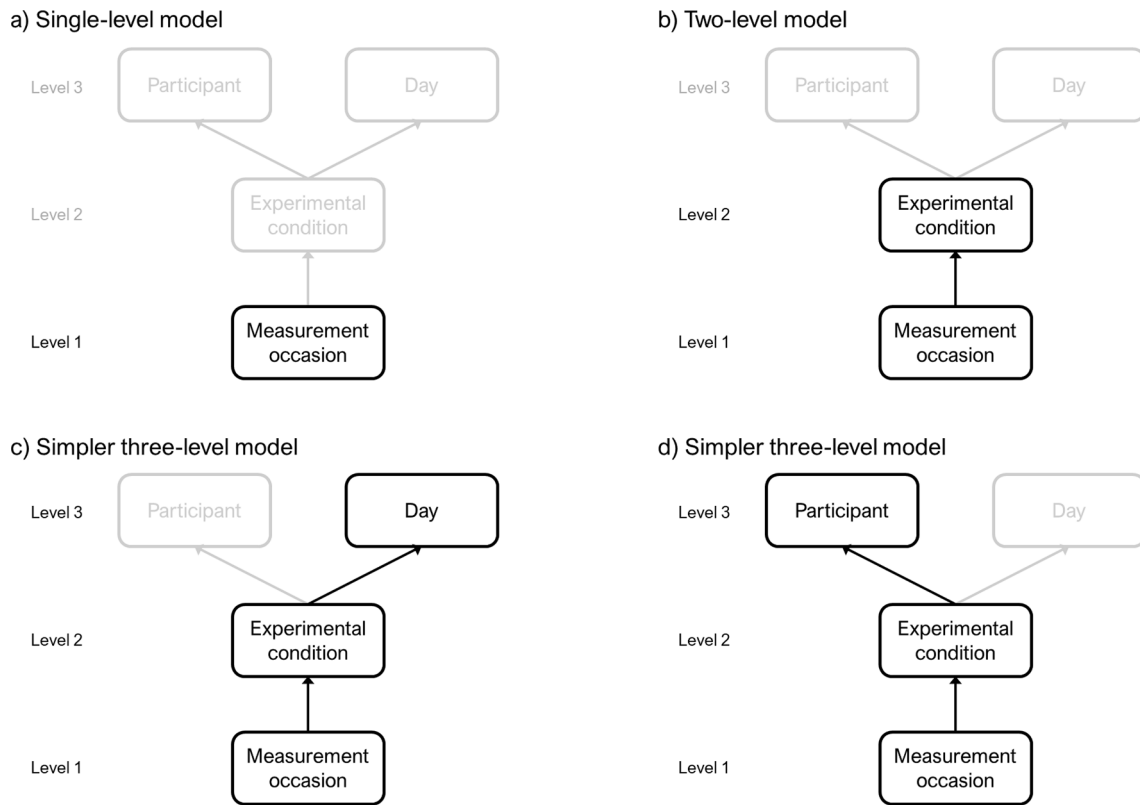 a) Single-level model
Level 3
Participant
Day
Level 2
Experimental
condition
Level 1
Measurement
occasion
b) Two-level model
Level 3
Participant
Day
Level 2
Experimental
condition
Level 1
Measurement
occasion
c) Simpler three-level model
Level 3
Participant
Day
Level 2
Experimental
condition
Level 1
Measurement
occasion
d) Simpler three-level model
Level 3
Participant
Day
Level 2
Experimental
condition
Level 1
Measurement
occasion